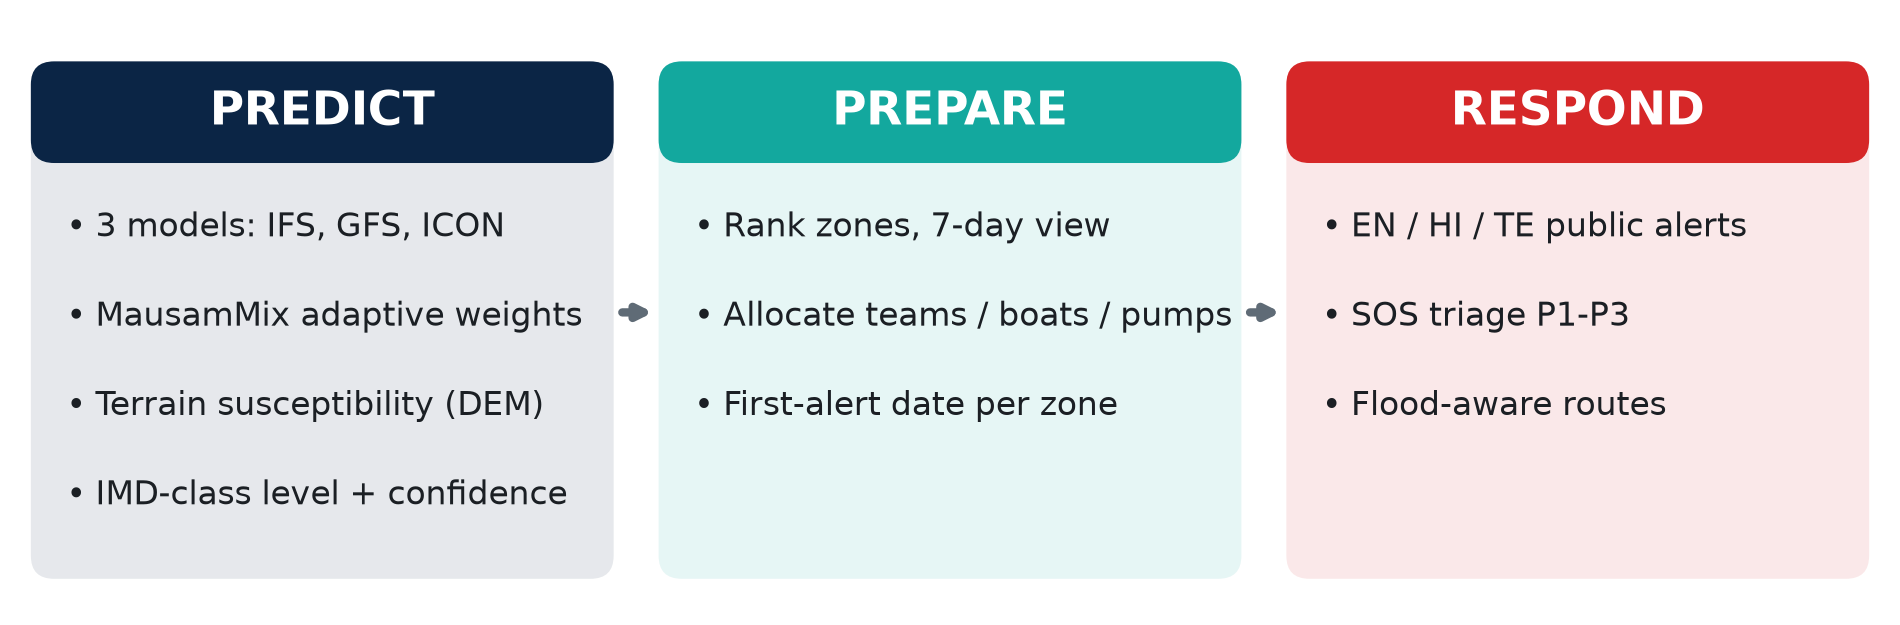 PREDICT
• 3 models: IFS, GFS, ICON
• MausamMix adaptive weights
• Terrain susceptibility (DEM)
• IMD-class level + confidence
PREPARE
• Rank zones, 7-day view
• Allocate teams / boats / pumps
• First-alert date per zone
RESPOND
• EN / HI / TE public alerts
• SOS triage P1-P3
• Flood-aware routes